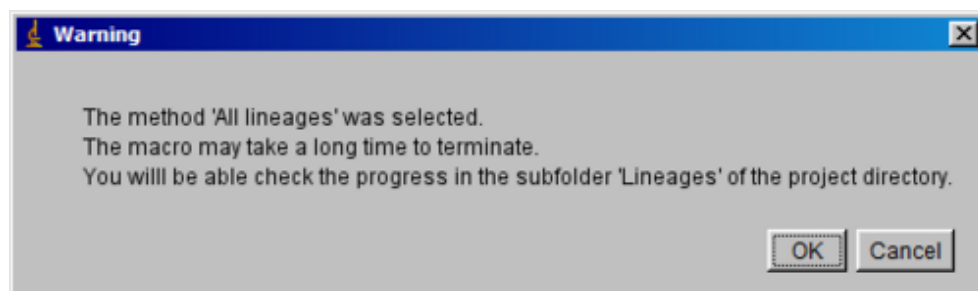 Warning
The method 'All lineages' was selected.
The macro may take a long time to terminate.
You willl be able check the progress in the subfolder 'Lineages' of the project directory.
OK Cancel